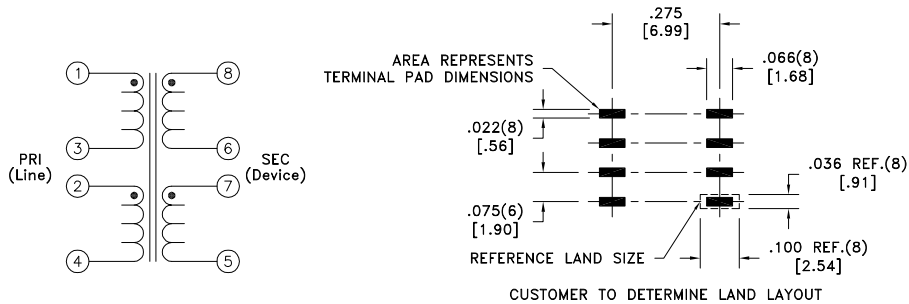 1
8
3
6
PRI
(Line)
SEC
(Device)
2
7
4
5
.275
[6.99]
AREA REPRESENTS
TERMINAL PAD DIMENSIONS
.066(8)
[1.68]
.022(8)
[.56]
.036 REF.(8)
[.91]
.075(6)
[1.90]
REFERENCE LAND SIZE
.100 REF.(8)
[2.54]
CUSTOMER TO DETERMINE LAND LAYOUT